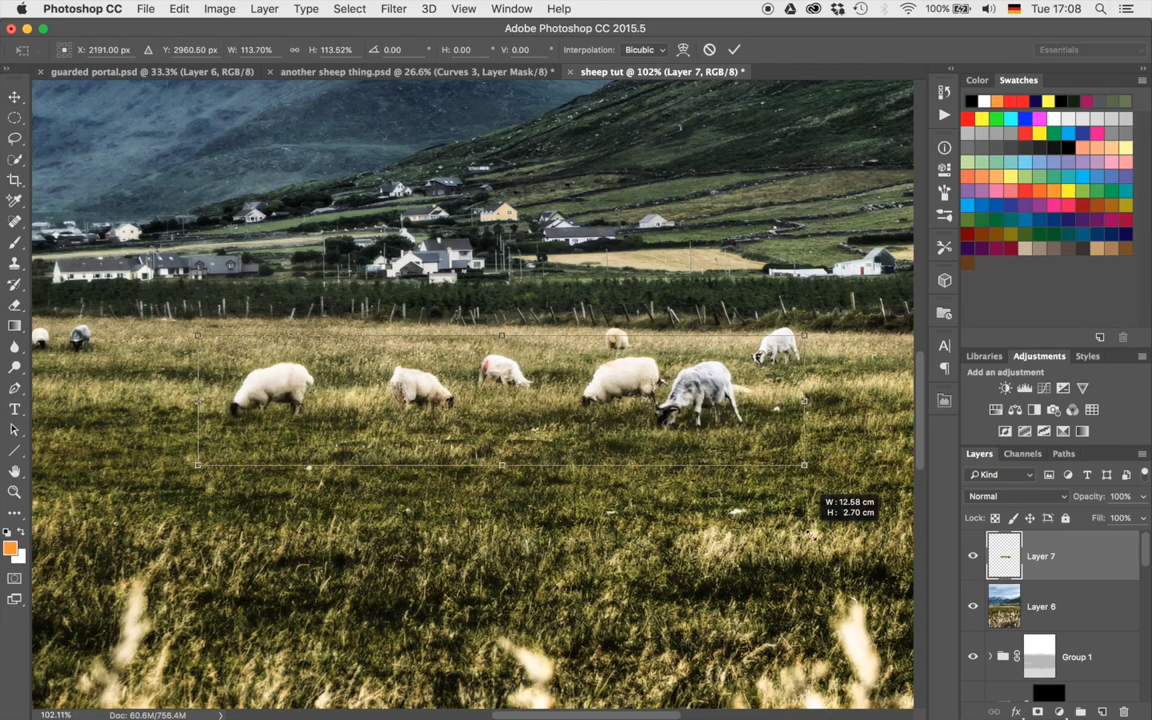 Photoshop CC File Edit Image Layer Type Select Filter 3D View Window Help 100% Tue 17:08
Adobe Photoshop CC 2015.5
X: 2191.00 px Y: 2960.50 px W: 113.70% H: 113.52% 0.00 ° H: 0.00 ° V: 0.00 ° Interpolation: Bicubic Essentials
guarded portal.psd @ 33.3% (Layer 6, RGB/8) another sheep thing.psd @ 26.6% (Curves 3, Layer Mask/8) * sheep tut @ 102% (Layer 7, RGB/8) *
Color Swatches
Libraries Adjustments Styles
Add an adjustment
Layers Channels Paths
Kind
Normal Opacity: 100%
Lock: Fill: 100%
W: 12.58 cm
H: 2.70 cm
Layer 7
Layer 6
Group 1
102.11% Doc: 60.6M/756.4M